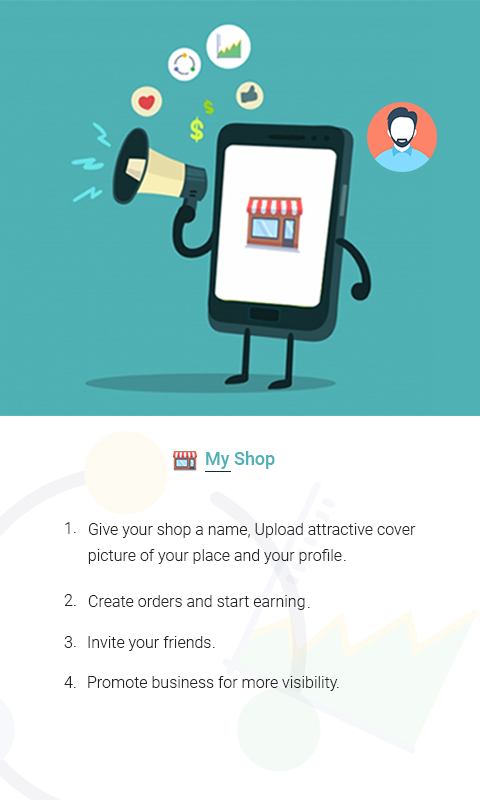 My Shop
1. Give your shop a name, Upload attractive cover
picture of your place and your profile.
2. Create orders and start earning.
3. Invite your friends.
4. Promote business for more visibility.